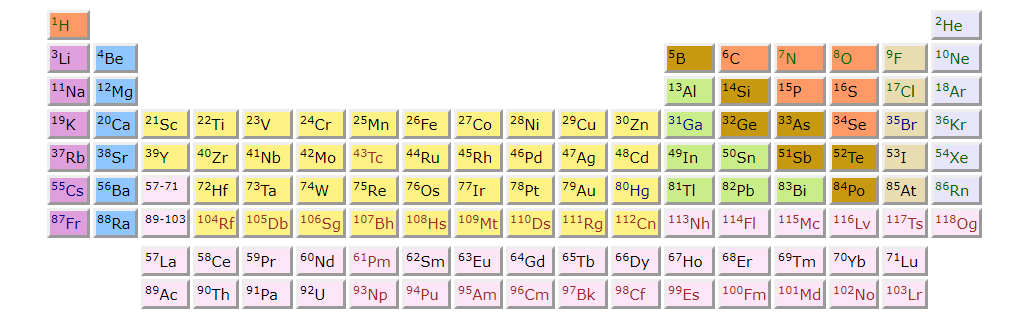 ¹H ²He
³Li ⁴Be ⁵B ⁶C ⁷N ⁸O ⁹F ¹⁰Ne
¹¹Na ¹²Mg ¹³Al ¹⁴Si ¹⁵P ¹⁶S ¹⁷Cl ¹⁸Ar
¹⁹K ²⁰Ca ²¹Sc ²²Ti ²³V ²⁴Cr ²⁵Mn ²⁶Fe ²⁷Co ²⁸Ni ²⁹Cu ³⁰Zn ³¹Ga ³²Ge ³³As ³⁴Se ³⁵Br ³⁶Kr
³⁷Rb ³⁸Sr ³⁹Y ⁴⁰Zr ⁴¹Nb ⁴²Mo ⁴³Tc ⁴⁴Ru ⁴⁵Rh ⁴⁶Pd ⁴⁷Ag ⁴⁸Cd ⁴⁹In ⁵⁰Sn ⁵¹Sb ⁵²Te ⁵³I ⁵⁴Xe
⁵⁵Cs ⁵⁶Ba 57-71 ⁷²Hf ⁷³Ta ⁷⁴W ⁷⁵Re ⁷⁶Os ⁷⁷Ir ⁷⁸Pt ⁷⁹Au ⁸⁰Hg ⁸¹Tl ⁸²Pb ⁸³Bi ⁸⁴Po ⁸⁵At ⁸⁶Rn
⁸⁷Fr ⁸⁸Ra 89-103 ¹⁰⁴Rf ¹⁰⁵Db ¹⁰⁶Sg ¹⁰⁷Bh ¹⁰⁸Hs ¹⁰⁹Mt ¹¹⁰Ds ¹¹¹Rg ¹¹²Cn ¹¹³Nh ¹¹⁴Fl ¹¹⁵Mc ¹¹⁶Lv ¹¹⁷Ts ¹¹⁸Og
⁵⁷La ⁵⁸Ce ⁵⁹Pr ⁶⁰Nd ⁶¹Pm ⁶²Sm ⁶³Eu ⁶⁴Gd ⁶⁵Tb ⁶⁶Dy ⁶⁷Ho ⁶⁸Er ⁶⁹Tm ⁷⁰Yb ⁷¹Lu
⁸⁹Ac ⁹⁰Th ⁹¹Pa ⁹²U ⁹³Np ⁹⁴Pu ⁹⁵Am ⁹⁶Cm ⁹⁷Bk ⁹⁸Cf ⁹⁹Es ¹⁰⁰Fm ¹⁰¹Md ¹⁰²No ¹⁰³Lr